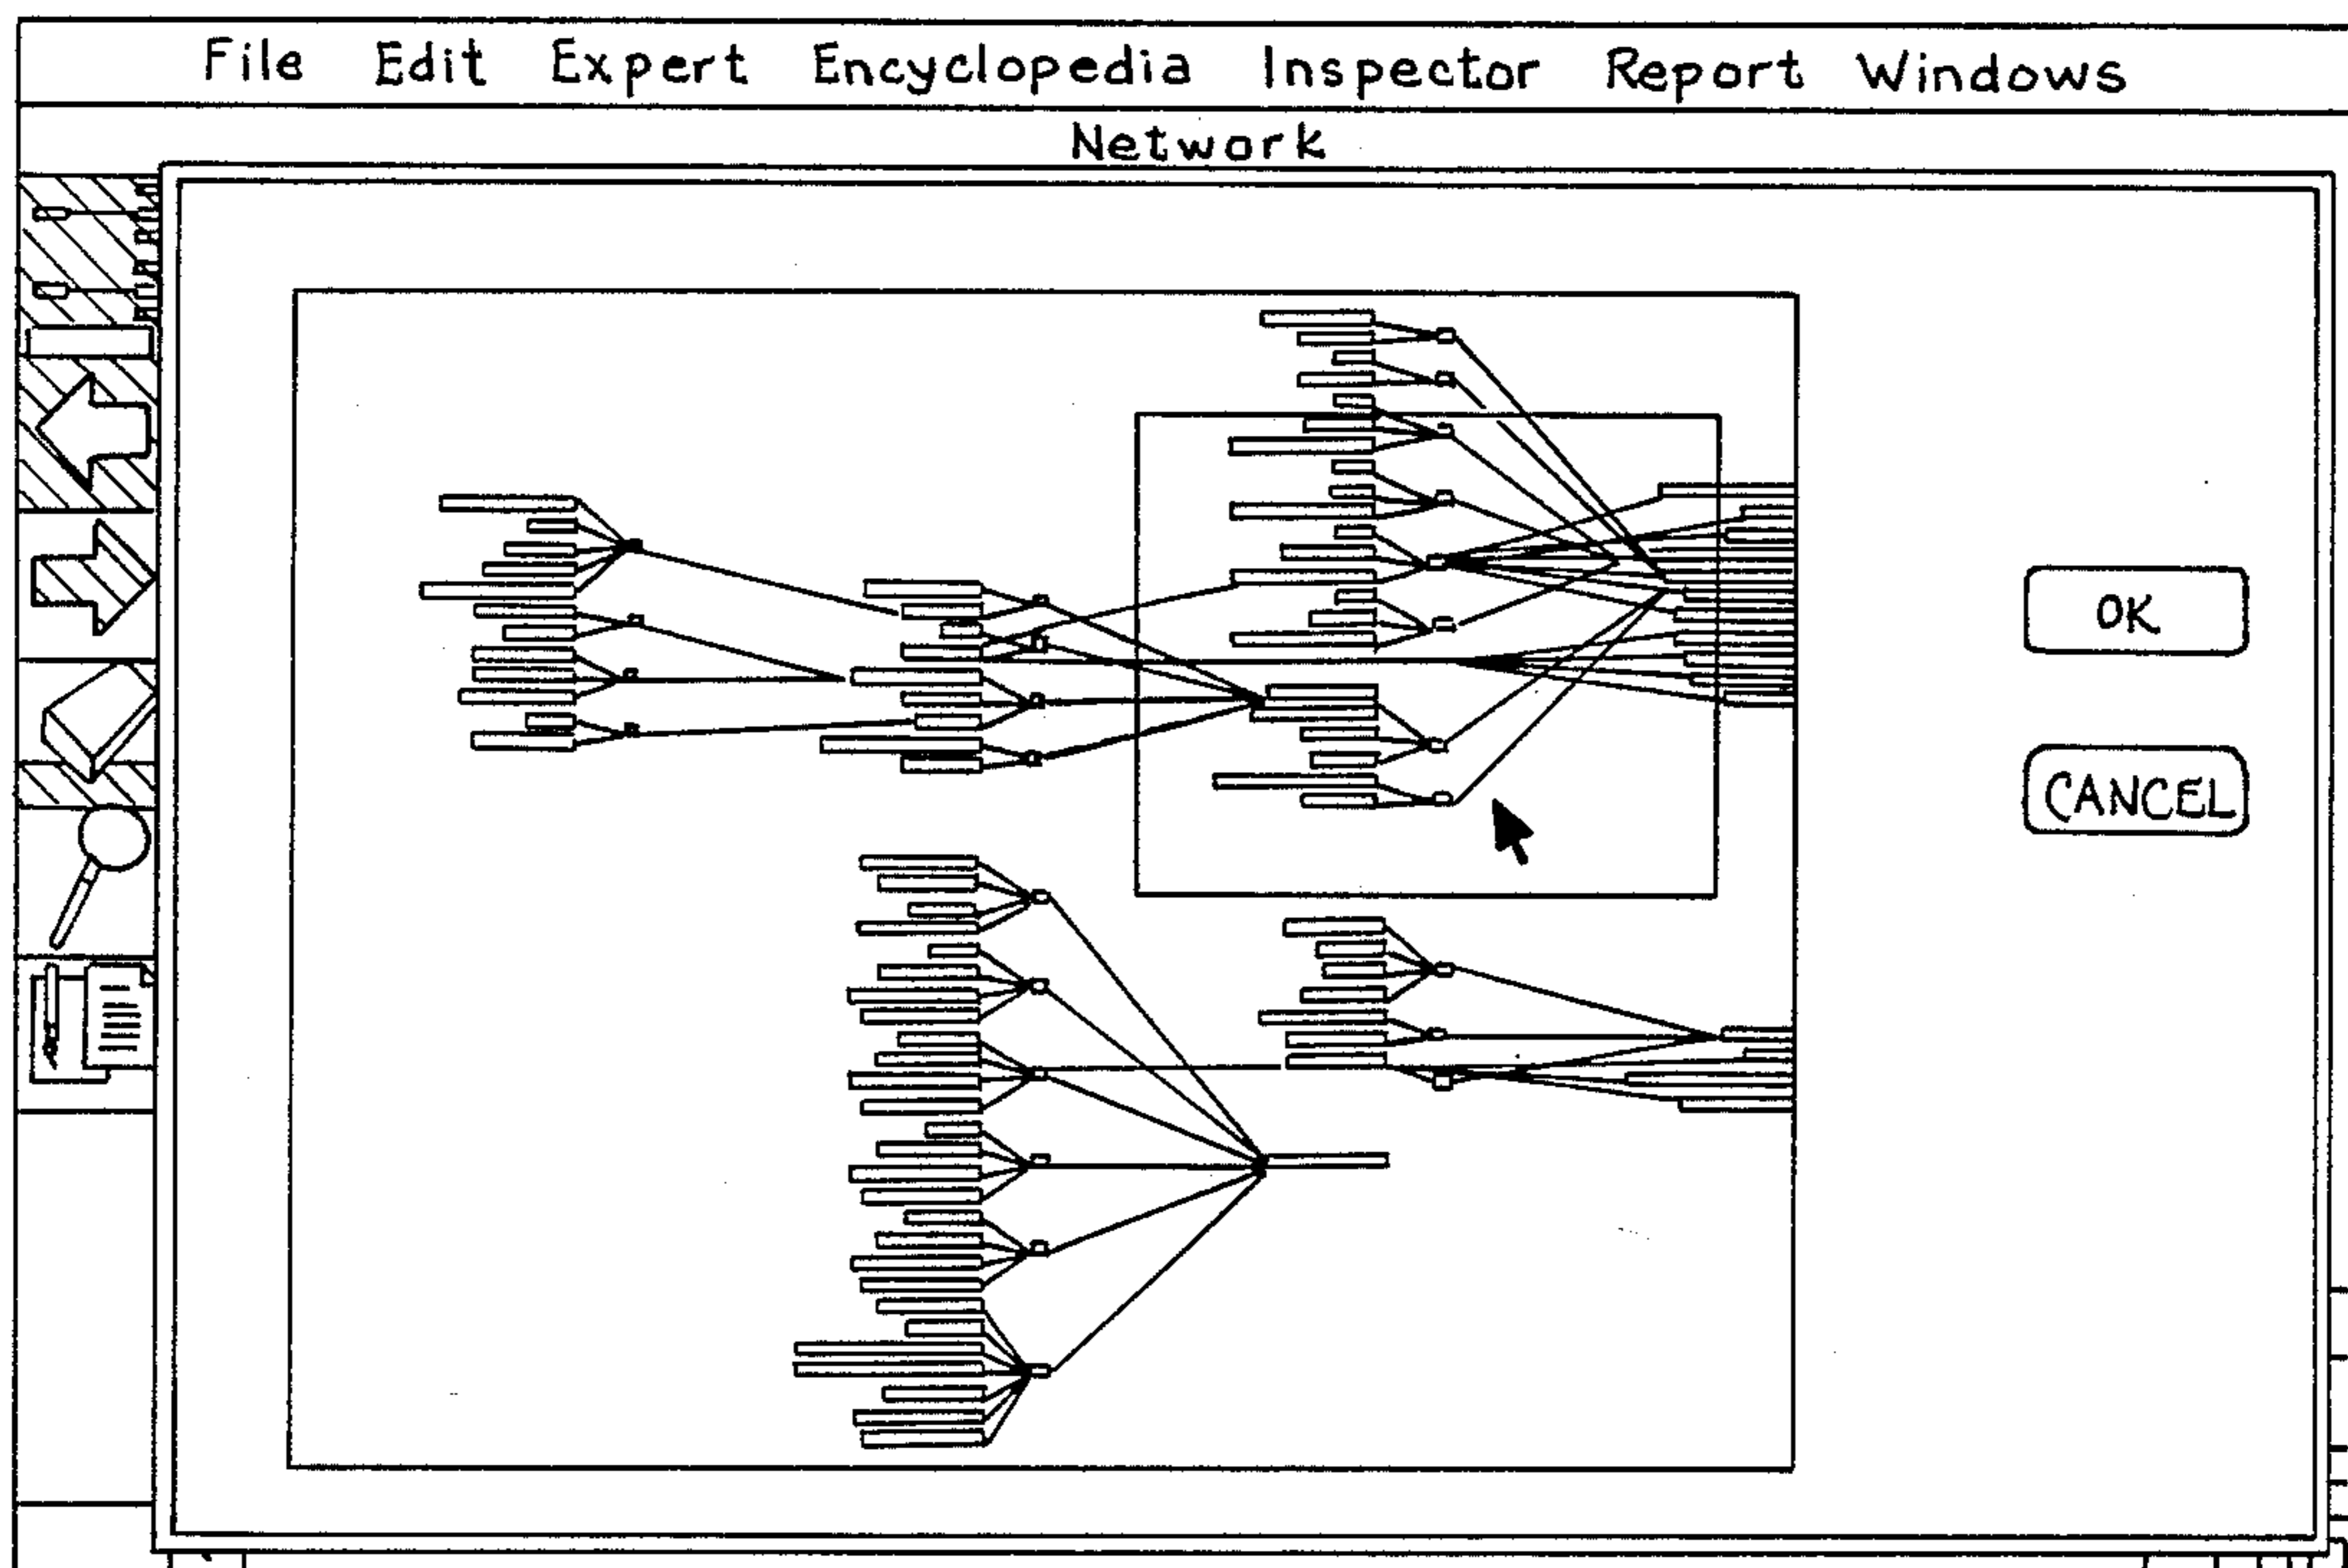 File Edit Expert Encyclopedia Inspector Report Windows
Network
OK
CANCEL